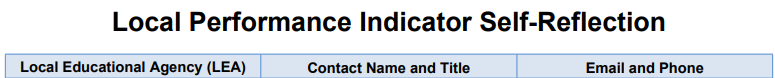 Local Performance Indicator Self-Reflection
Local Educational Agency (LEA) Contact Name and Title Email and Phone